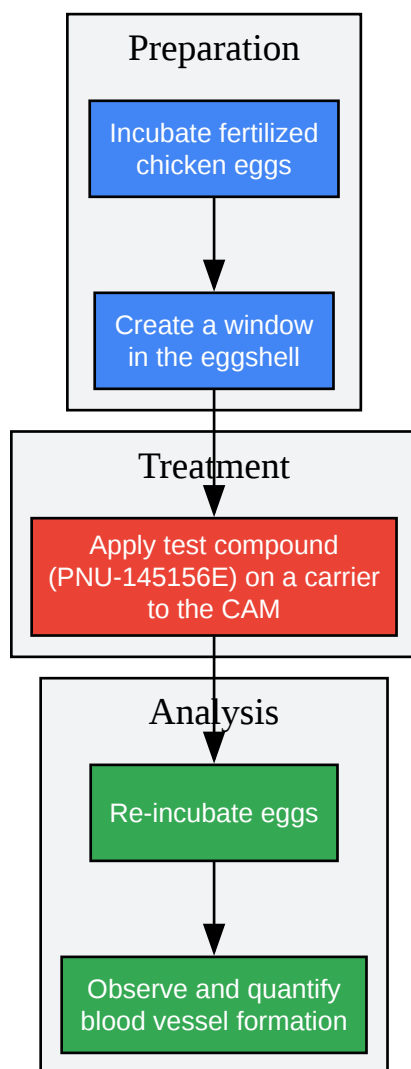 Preparation
Incubate fertilized
chicken eggs
Create a window
in the eggshell
Treatment
Apply test compound
(PNU-145156E) on a carrier
to the CAM
Analysis
Re-incubate eggs
Observe and quantify
blood vessel formation